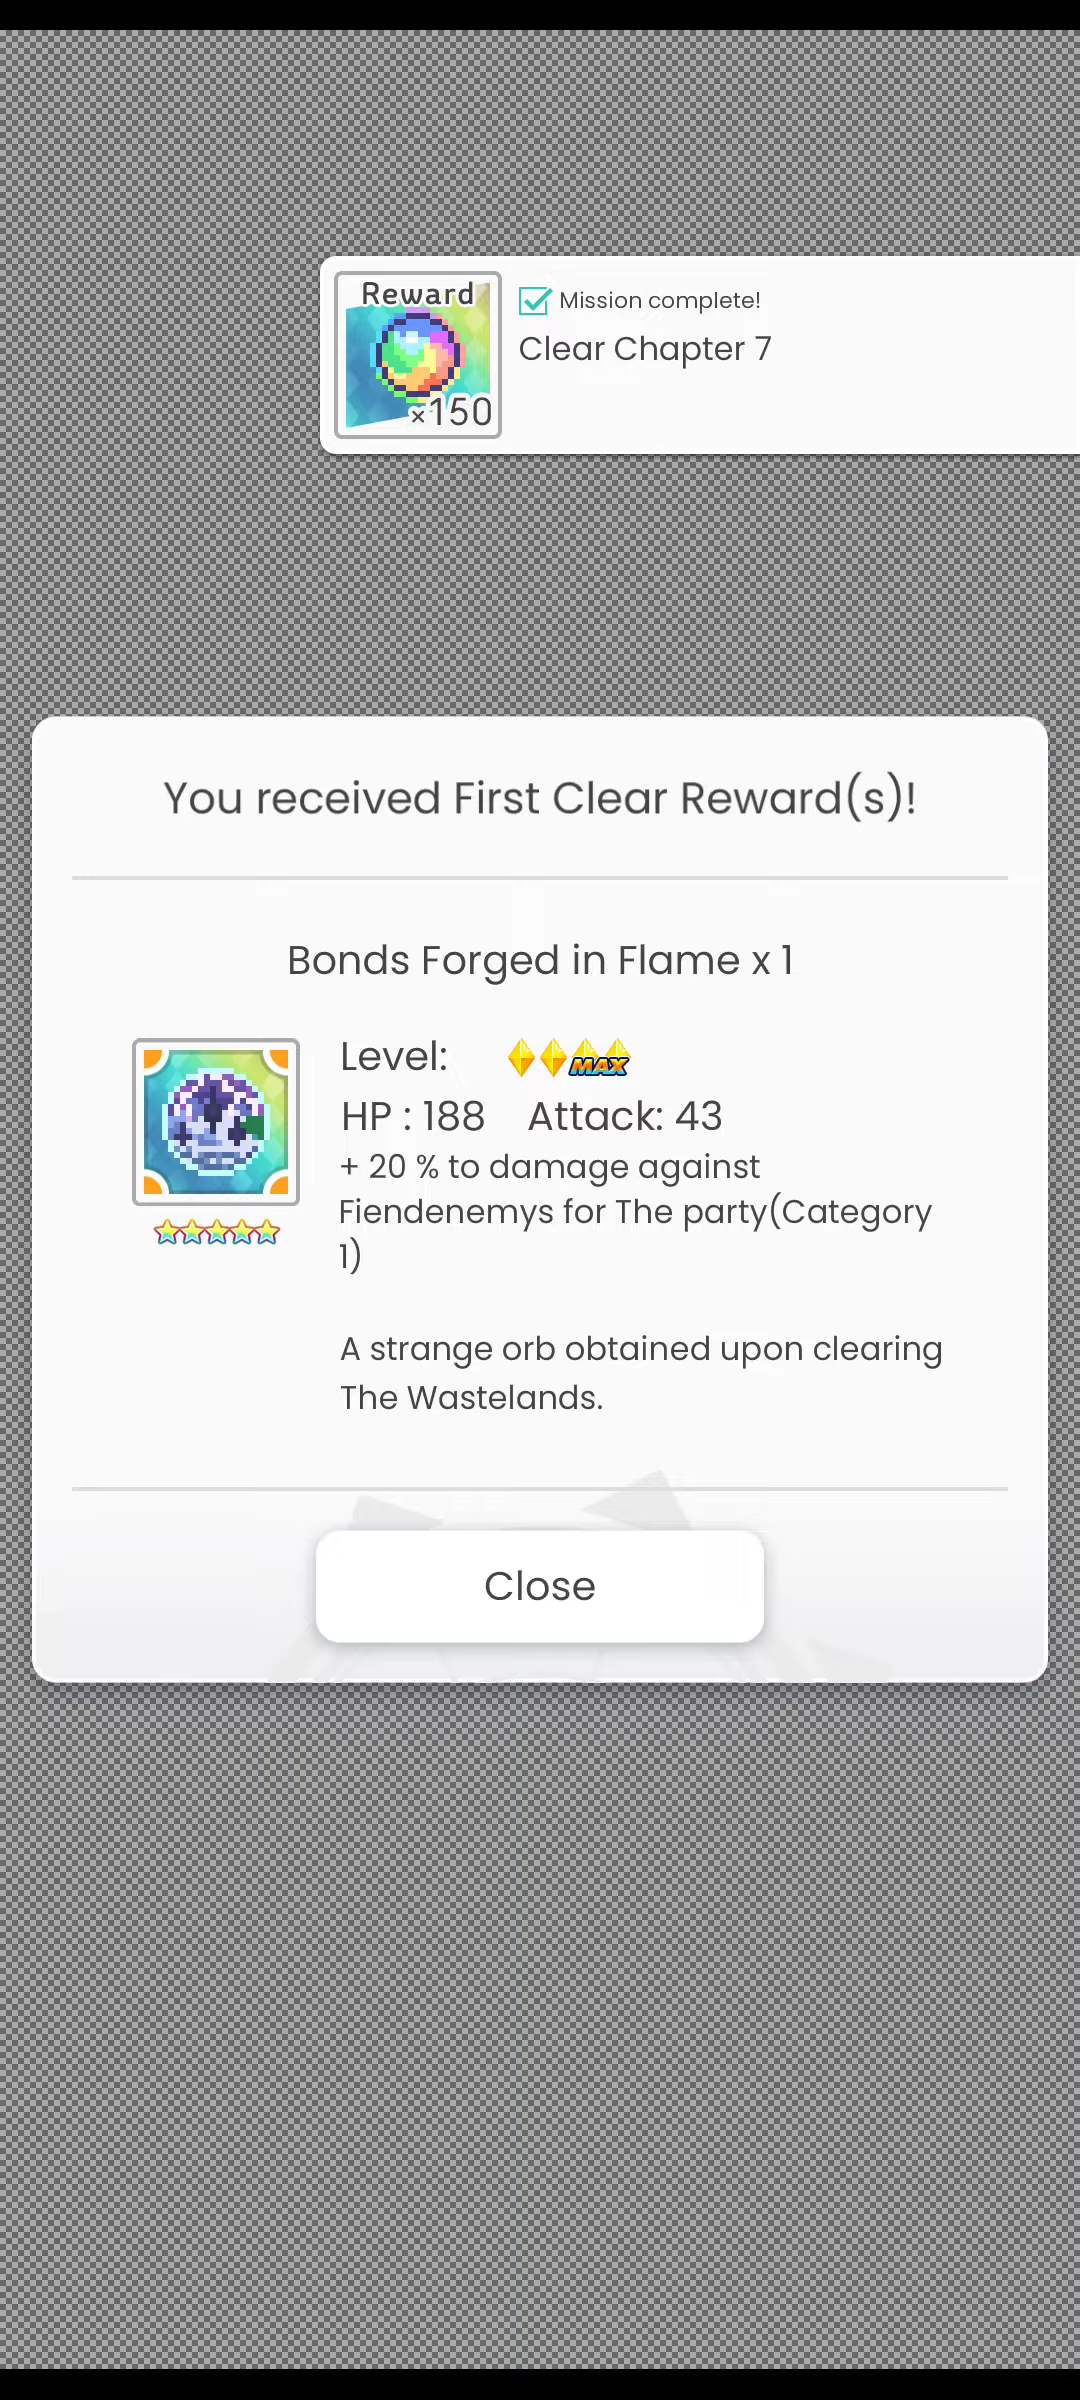 Reward
×150
Mission complete!
Clear Chapter 7
You received First Clear Reward(s)!
Bonds Forged in Flame x 1
Level:
MAX
HP : 188 Attack: 43
+ 20 % to damage against
Fiendenemys for The party(Category
1)
A strange orb obtained upon clearing
The Wastelands.
Close